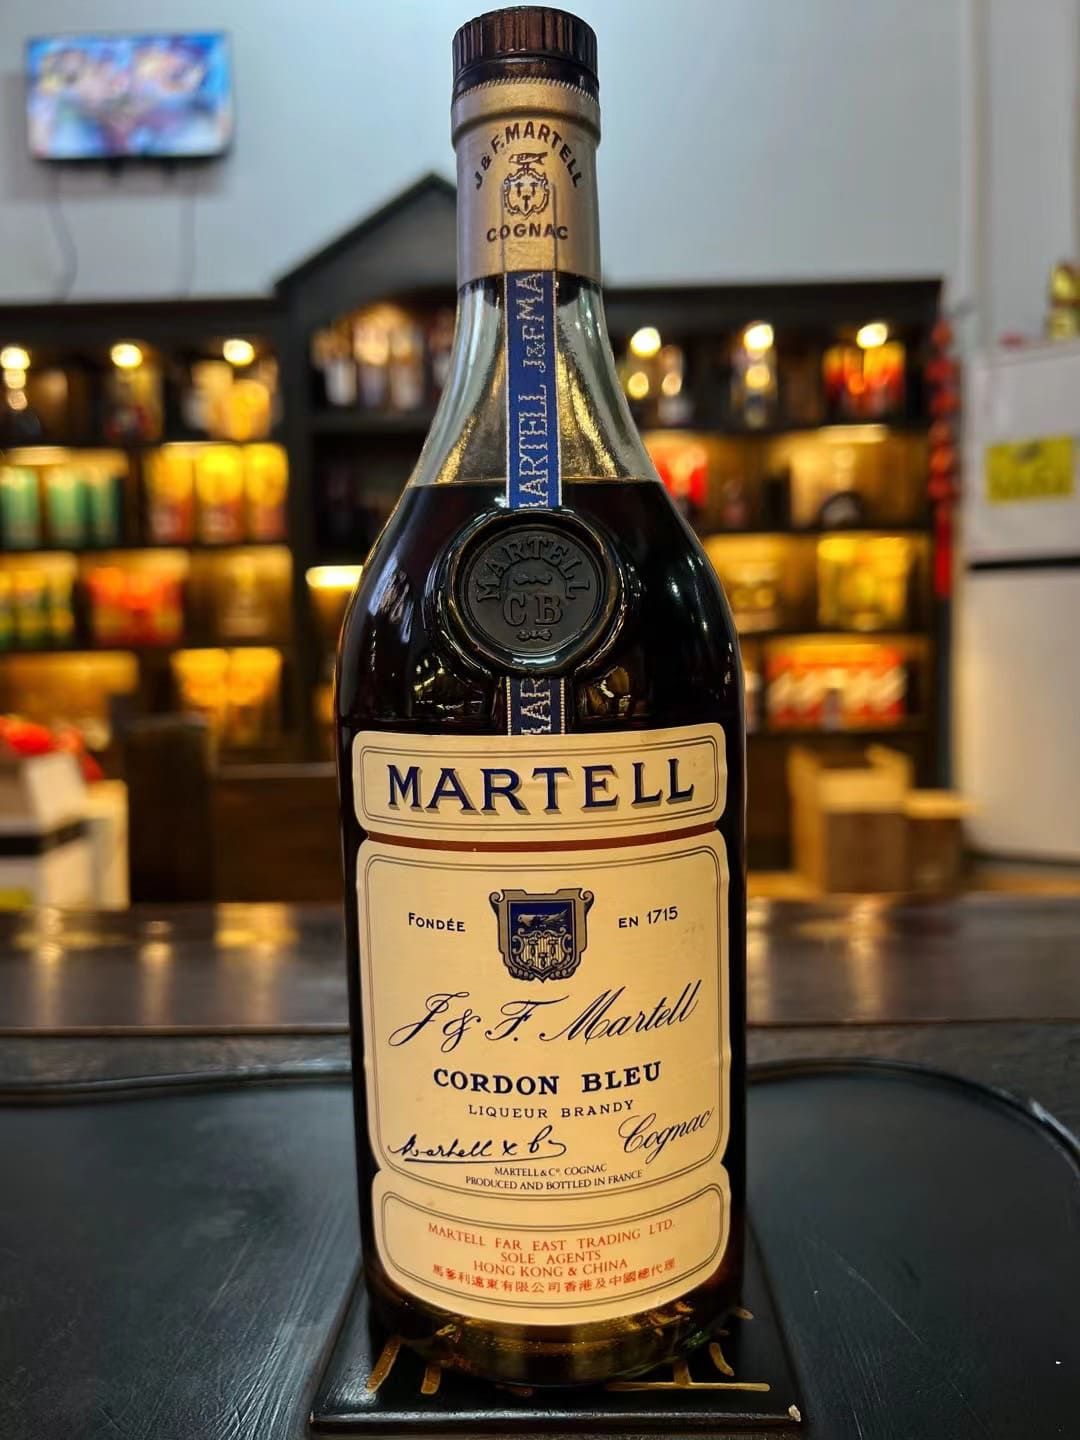 J & F. MARTELL
COGNAC
ARTELL J&F.MA
MARTELL
CB
MAR
MARTELL
FONDÉE EN 1715
J & F. Martell
CORDON BLEU
LIQUEUR BRANDY
Martell & Co Cognac
MARTELL & Co. COGNAC
PRODUCED AND BOTTLED IN FRANCE
MARTELL FAR EAST TRADING LTD.
SOLE AGENTS
HONG KONG & CHINA
馬爹利遠東有限公司香港及中國總代理